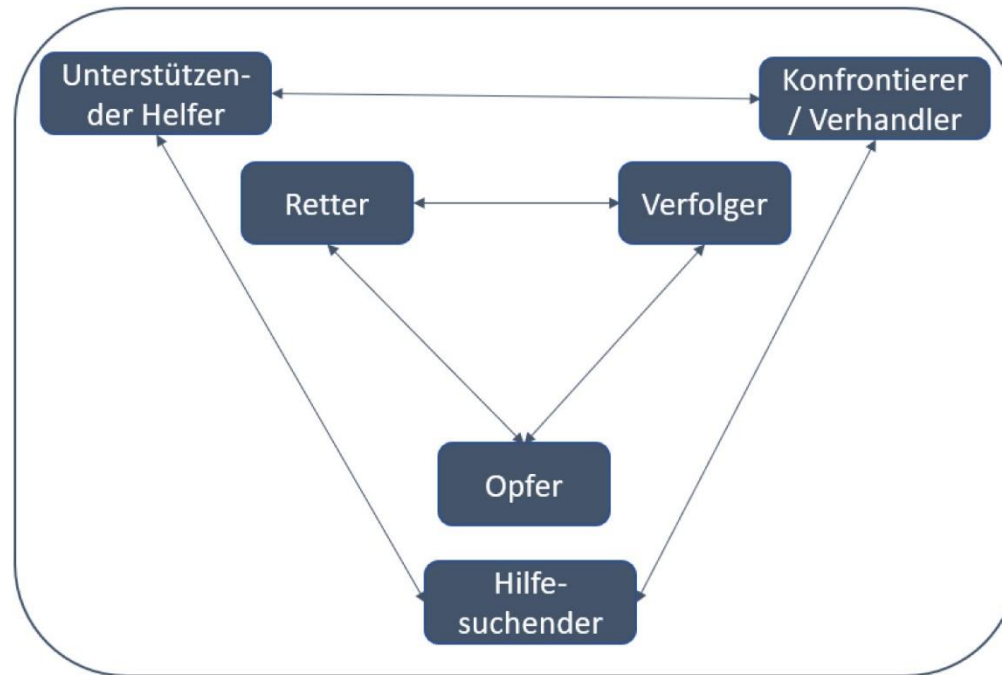 Unterstützen-
der Helfer
Konfrontierer
/ Verhandler
Retter
Verfolger
Opfer
Hilfe-
suchender